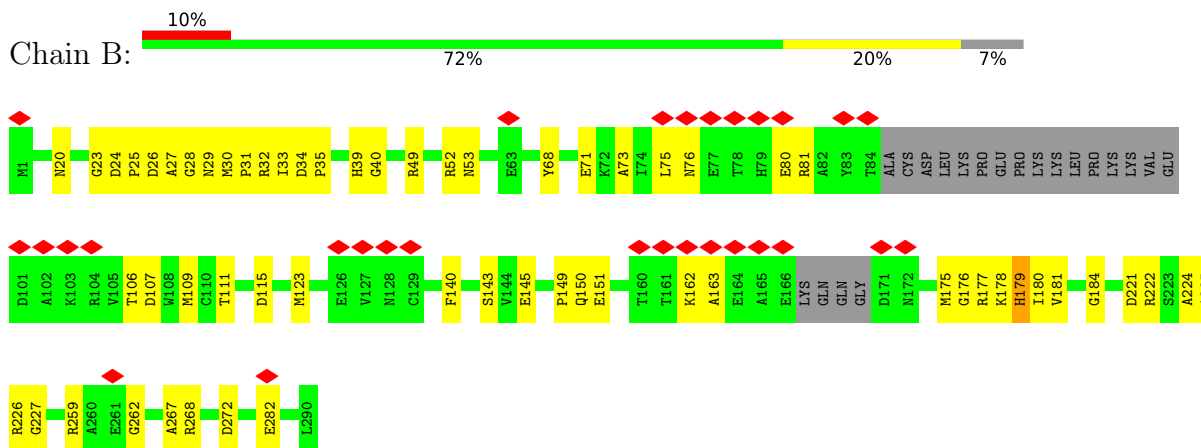 10%
Chain B:
72% 20% 7%
M1 N20 G23 D24 P25 D26 A27 G28 N29 M30 P31 R32 I33 D34 P35 H39 G40 R49 R52 N53 E63 Y68 E71 K72 A73 I74 L75 N76 E77 T78 H79 E80 R81 A82 Y83 T84 ALA CYS ASP LEU LYS PRO GLU PRO LYS LYS LEU PRO LYS LYS VAL GLU
D101 A102 K103 R104 V105 T106 D107 W108 M109 C110 T111 D115 M123 E126 V127 N128 C129 F140 S143 V144 E145 P149 Q150 E151 T160 T161 K162 A163 E164 A165 E166 LYS GLN GLN GLY D171 N172 M175 G176 R177 K178 H179 I180 V181 G184 D221 R222 S223 A224
R226 G227 R259 A260 E261 G262 A267 R268 D272 E282 L290